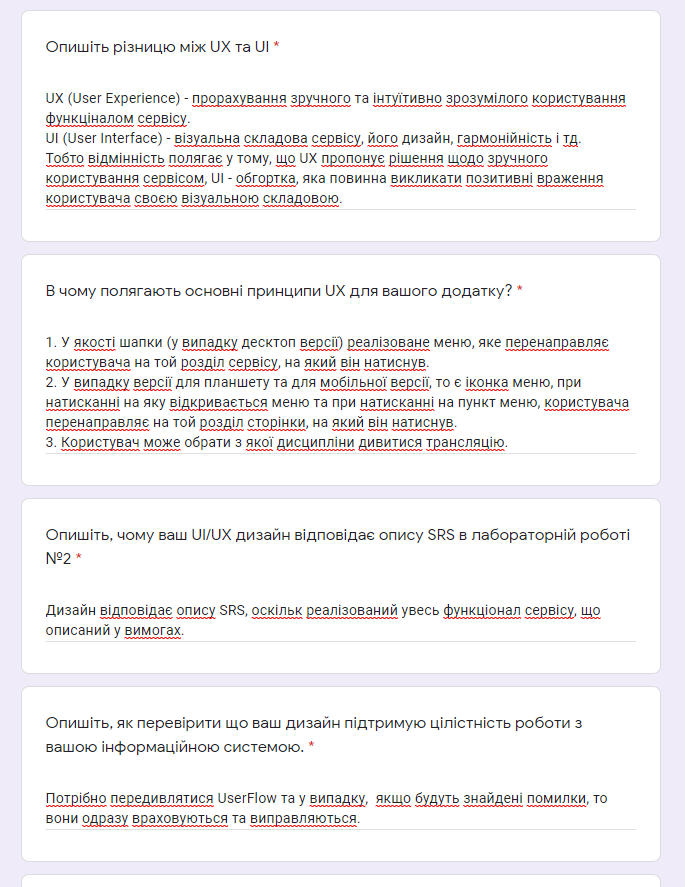 Опишіть різницю між UX та UI *
UX (User Experience) - прорахування зручного та інтуїтивно зрозумілого користування
функціналом сервісу.
UI (User Interface) - візуальна складова сервісу, його дизайн, гармонійність і тд.
Тобто відмінність полягає у тому, що UX пропонує рішення щодо зручного
користування сервісом, UI - обгортка, яка повинна викликати позитивні враження
користувача своєю візуальною складовою.
В чому полягають основні принципи UX для вашого додатку? *
1. У якості шапки (у випадку десктоп версії) реалізоване меню, яке перенаправляє
користувача на той розділ сервісу, на який він натиснув.
2. У випадку версії для планшету та для мобільної версії, то є іконка меню, при
натисканні на яку відкривається меню та при натисканні на пункт меню, користувача
перенаправляє на той розділ сторінки, на який він натиснув.
3. Користувач може обрати з якої дисципліни дивитися трансляцію.
Опишіть, чому ваш UI/UX дизайн відповідає опису SRS в лабораторній роботі
№2 *
Дизайн відповідає опису SRS, оскільк реалізований увесь функціонал сервісу, що
описаний у вимогах.
Опишіть, як перевірити що ваш дизайн підтримую цілістність роботи з
вашою інформаційною системою. *
Потрібно передивлятися UserFlow та у випадку, якщо будуть знайдені помилки, то
вони одразу враховуються та виправляються.